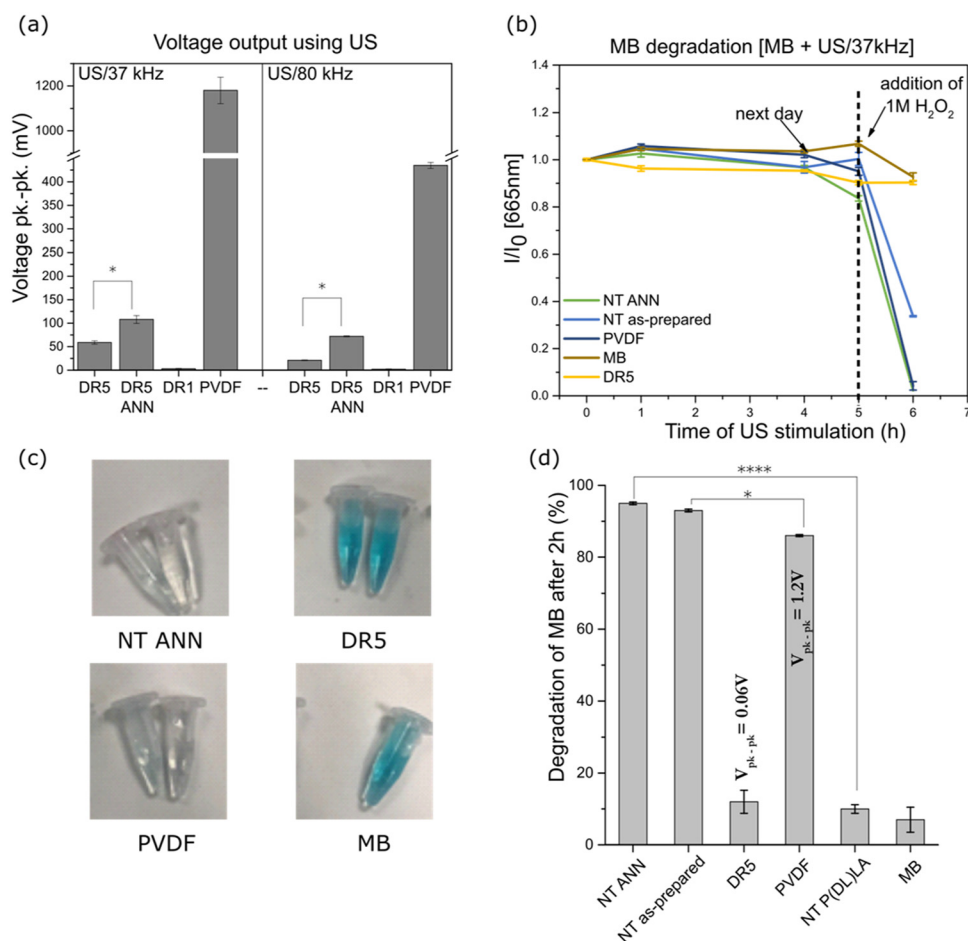 (a)
Voltage output using US
US/37 kHz
US/80 kHz
Voltage pk.-pk. (mV)
1200
1000
400
350
300
250
200
150
100
50
0
*
*
DR5 DR5 DR1 PVDF -- DR5 DR5 DR1 PVDF
ANN ANN
(b)
MB degradation [MB + US/37kHz]
I/I0 [665nm]
1.4
1.2
1.0
0.8
0.6
0.4
0.2
0.0
next day
addition of
1M H2O2
NT ANN
NT as-prepared
PVDF
MB
DR5
0 1 2 3 4 5 6 7
Time of US stimulation (h)
(c)
NT ANN
DR5
PVDF
MB
(d)
Degradation of MB after 2h (%)
100
80
60
40
20
0
****
*
Vpk - pk = 0.06V
Vpk - pk = 1.2V
NT ANN
NT as-prepared
DR5
PVDF
NT P(DL)LA
MB